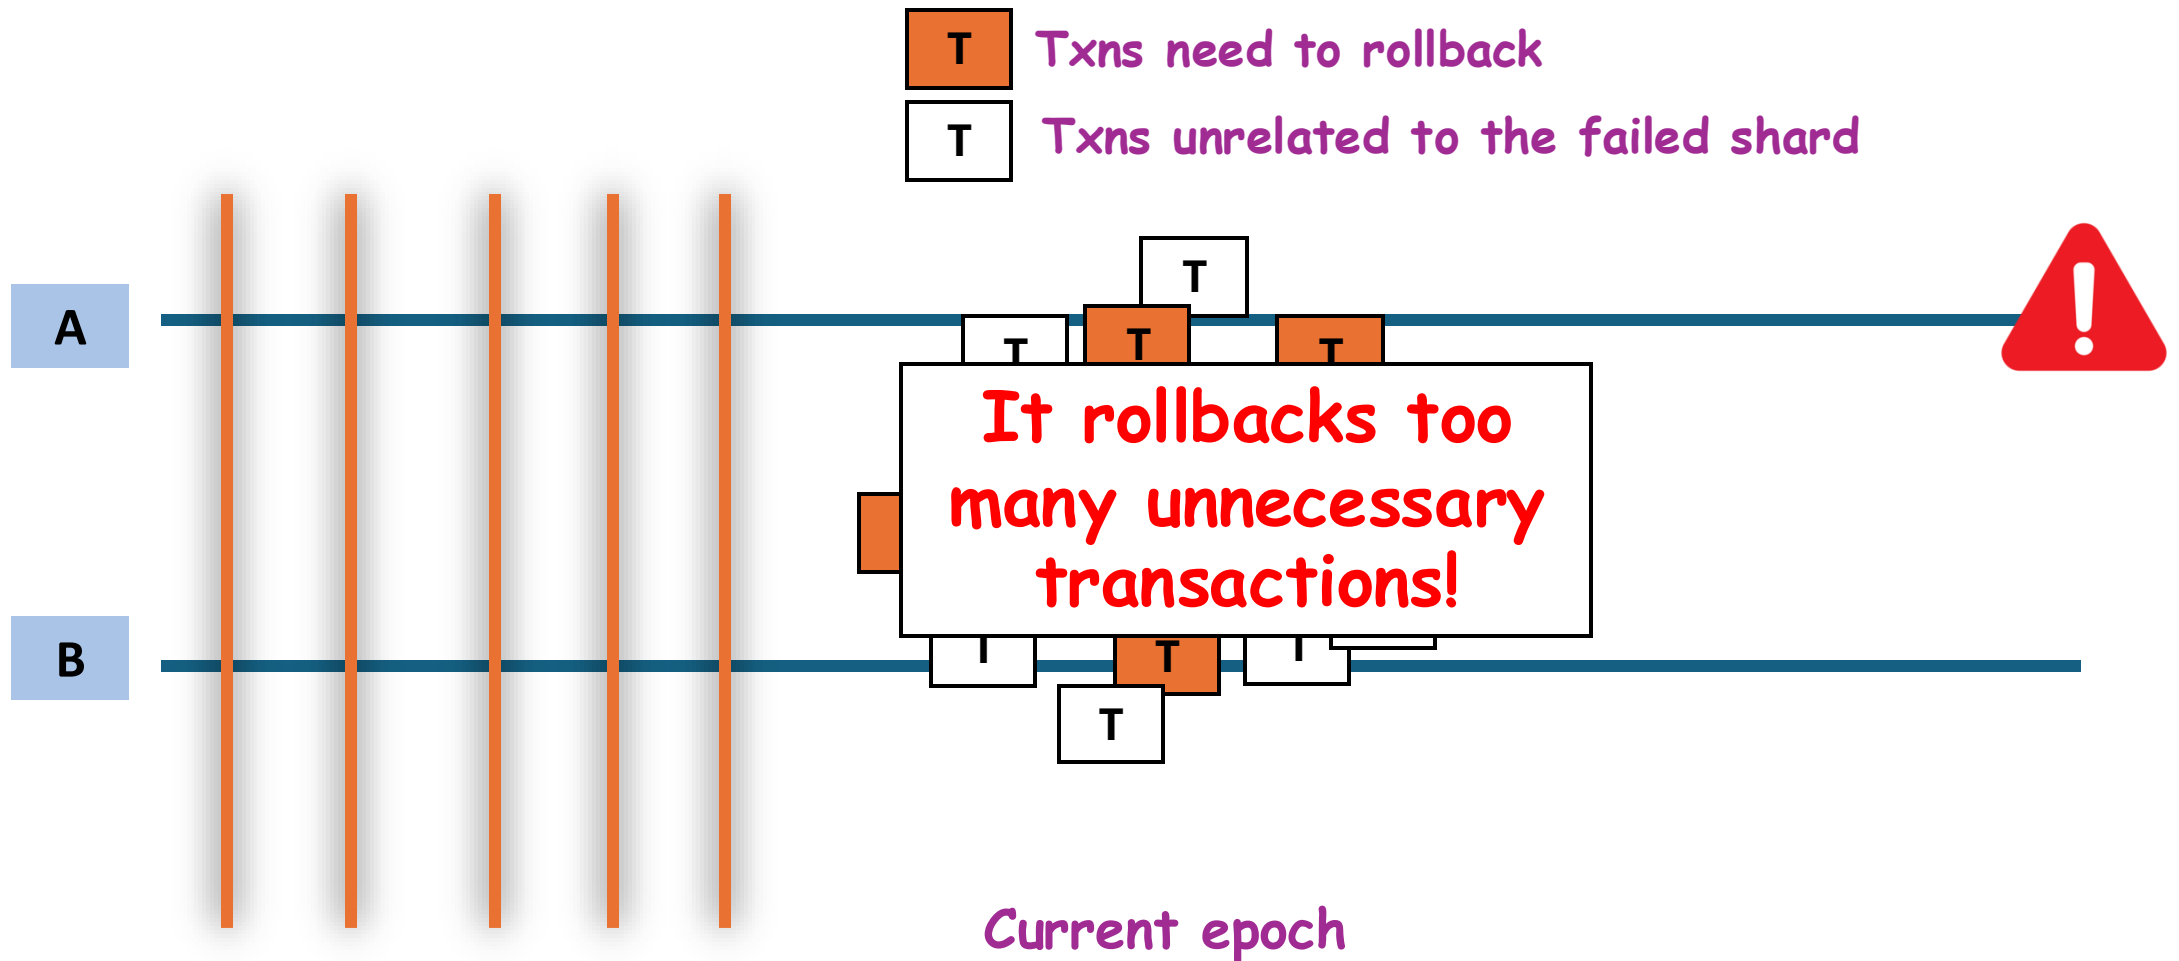 T Txns need to rollback
T Txns unrelated to the failed shard
T
A
T T T
It rollbacks too
many unnecessary
transactions!
B
T T T
T
Current epoch